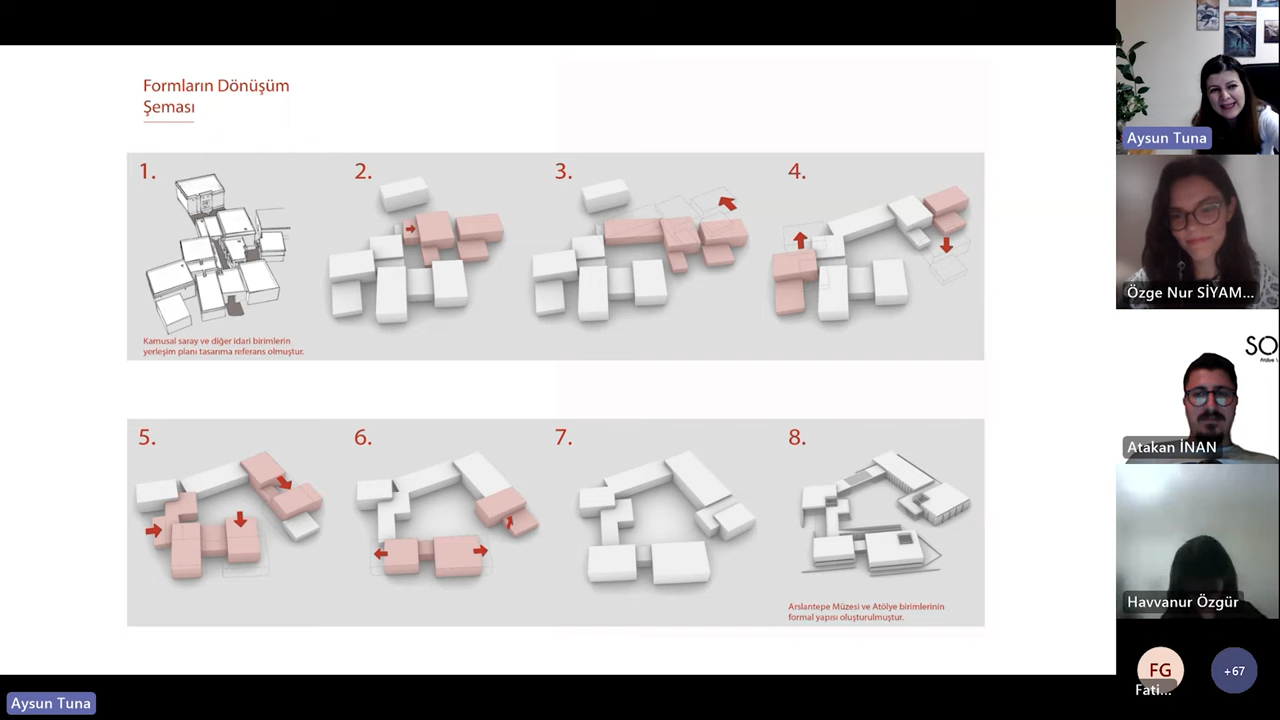 Formların Dönüşüm
Şeması
1.
2.
3.
4.
Kamusal saray ve diğer idari birimlerin
yerleşim planı tasarıma referans olmuştur.
5.
6.
7.
8.
Arslantepe Müzesi ve Atölye birimlerinin
formal yapısı oluşturulmuştur.
Aysun Tuna
Aysun Tuna
Özge Nur SİYAM...
SO
Atakan İNAN
Havvanur Özgür
FG
Fati...
+67